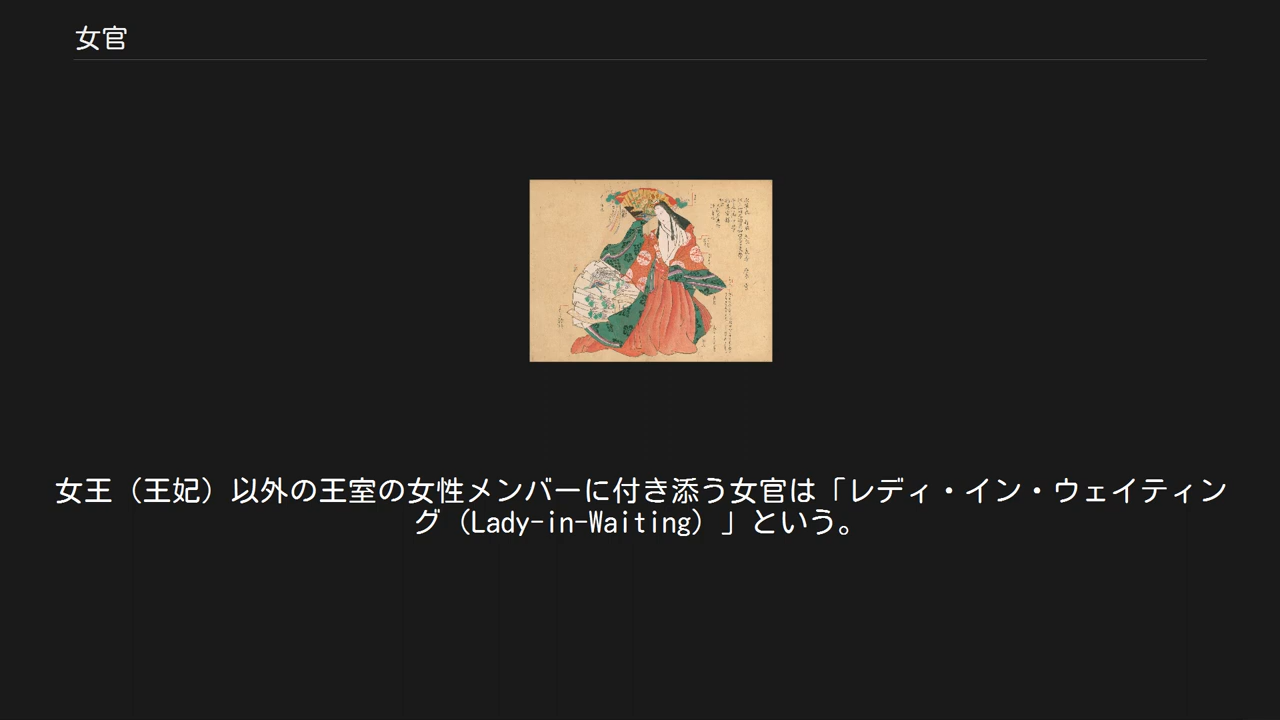 女官
女王（王妃）以外の王室の女性メンバーに付き添う女官は「レディ・イン・ウェイティン
グ（Lady-in-Waiting）」という。